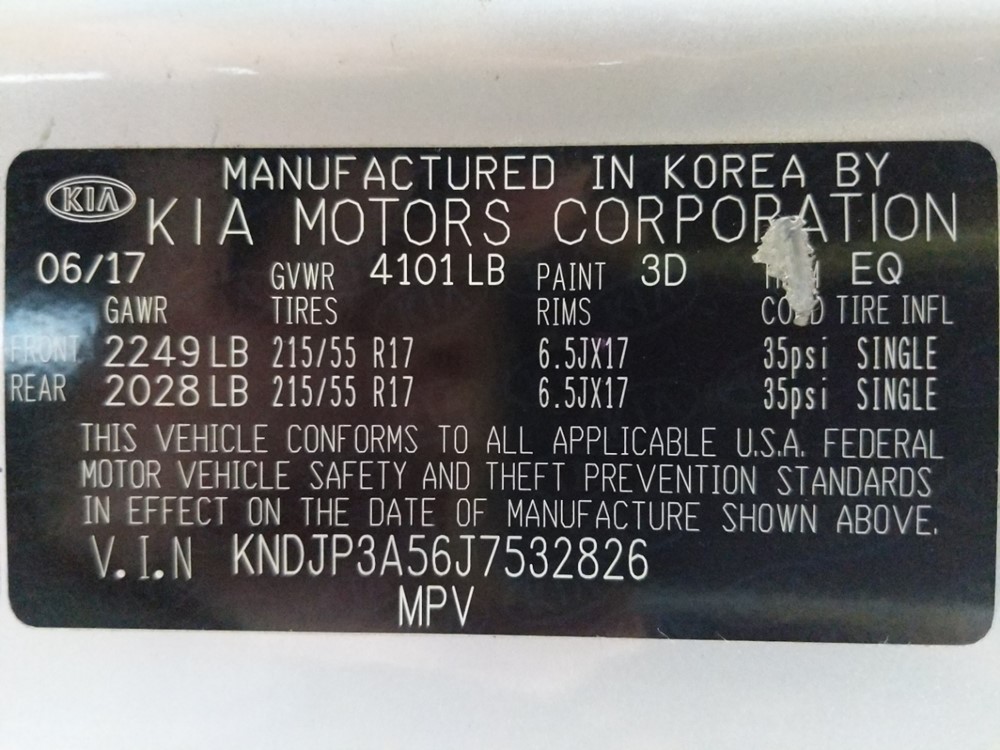 MANUFACTURED IN KOREA BY
KIA KIA MOTORS CORPORATION
06/17 GVWR 4101 LB PAINT 3D EQ
GAWR TIRES RIMS COLD TIRE INFL
FRONT 2249 LB 215/55 R17 6.5JX17 35psi SINGLE
REAR 2028 LB 215/55 R17 6.5JX17 35psi SINGLE
THIS VEHICLE CONFORMS TO ALL APPLICABLE U.S.A. FEDERAL
MOTOR VEHICLE SAFETY AND THEFT PREVENTION STANDARDS
IN EFFECT ON THE DATE OF MANUFACTURE SHOWN ABOVE.
V.I.N KNDJP3A56J7532826
MPV